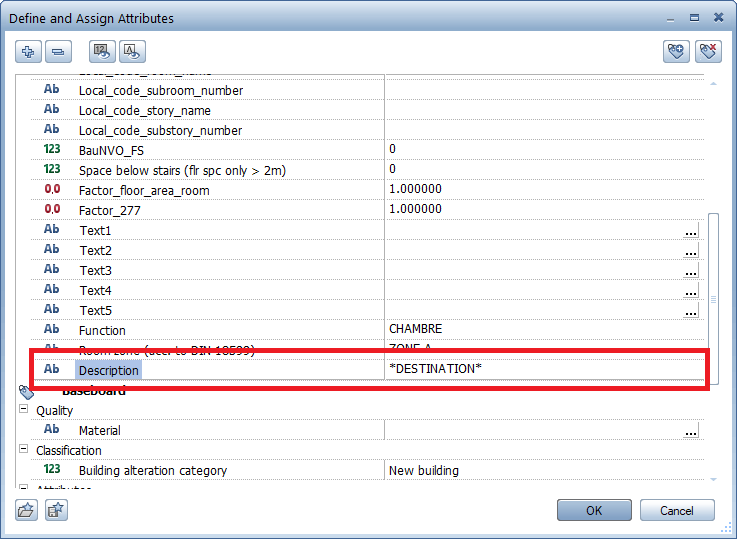 Define and Assign Attributes
12 A
Local_code_room_name
Ab Local_code_subroom_number
Ab Local_code_story_name
Ab Local_code_substory_number
123 BauNVO_FS 0
123 Space below stairs (flr spc only > 2m) 0
0,0 Factor_floor_area_room 1.000000
0,0 Factor_277 1.000000
Ab Text1 ...
Ab Text2 ...
Ab Text3 ...
Ab Text4 ...
Ab Text5 ...
Ab Function CHAMBRE
Ab Room zone (acc. to DIN 18599) ZONE A
Ab Description *DESTINATION*
Baseboard
Quality
Ab Material ...
Classification
123 Building alteration category New building
Attributes
OK Cancel